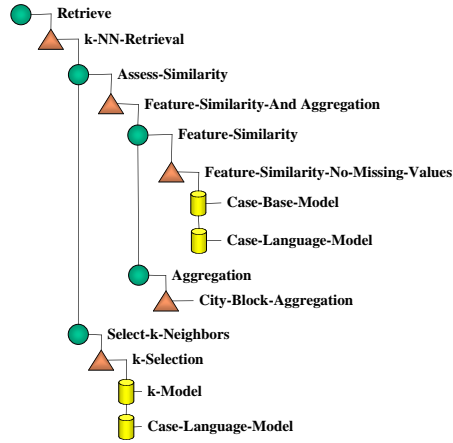 Retrieve
k-NN-Retrieval
Assess-Similarity
Feature-Similarity-And Aggregation
Feature-Similarity
Feature-Similarity-No-Missing-Values
Case-Base-Model
Case-Language-Model
Aggregation
City-Block-Aggregation
Select-k-Neighbors
k-Selection
k-Model
Case-Language-Model